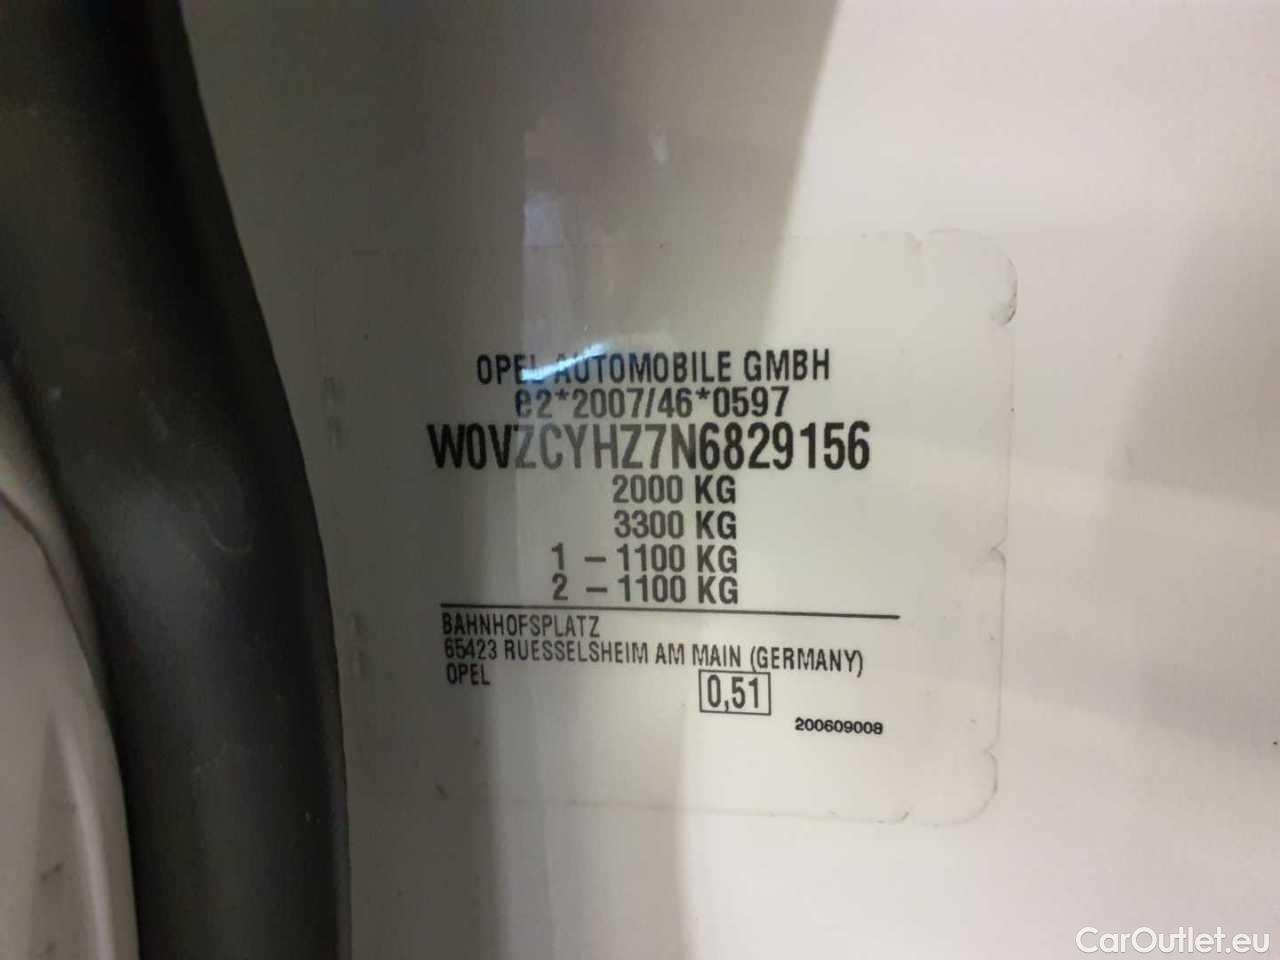 OPEL AUTOMOBILE GMBH
e2*2007/46*0597
W0VZCYHZ7N6829156
2000 KG
3300 KG
1 - 1100 KG
2 - 1100 KG
BAHNHOFSPLATZ
65423 RUESSELSHEIM AM MAIN (GERMANY)
OPEL
0,51
200609008
CarOutlet.eu